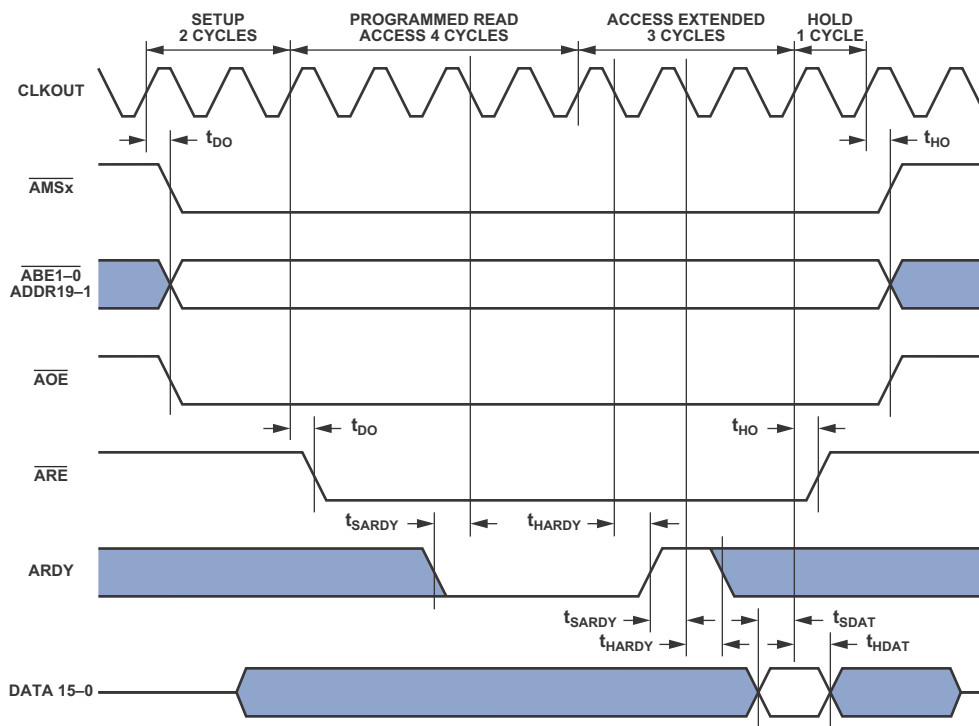 SETUP
2 CYCLES
PROGRAMMED READ
ACCESS 4 CYCLES
ACCESS EXTENDED
3 CYCLES
HOLD
1 CYCLE
CLKOUT
tDO
tHO
AMSx
ABE1–0
ADDR19–1
AOE
tDO
tHO
ARE
tSARDY
tHARDY
ARDY
tSARDY
tSDAT
tHARDY
tHDAT
DATA 15–0